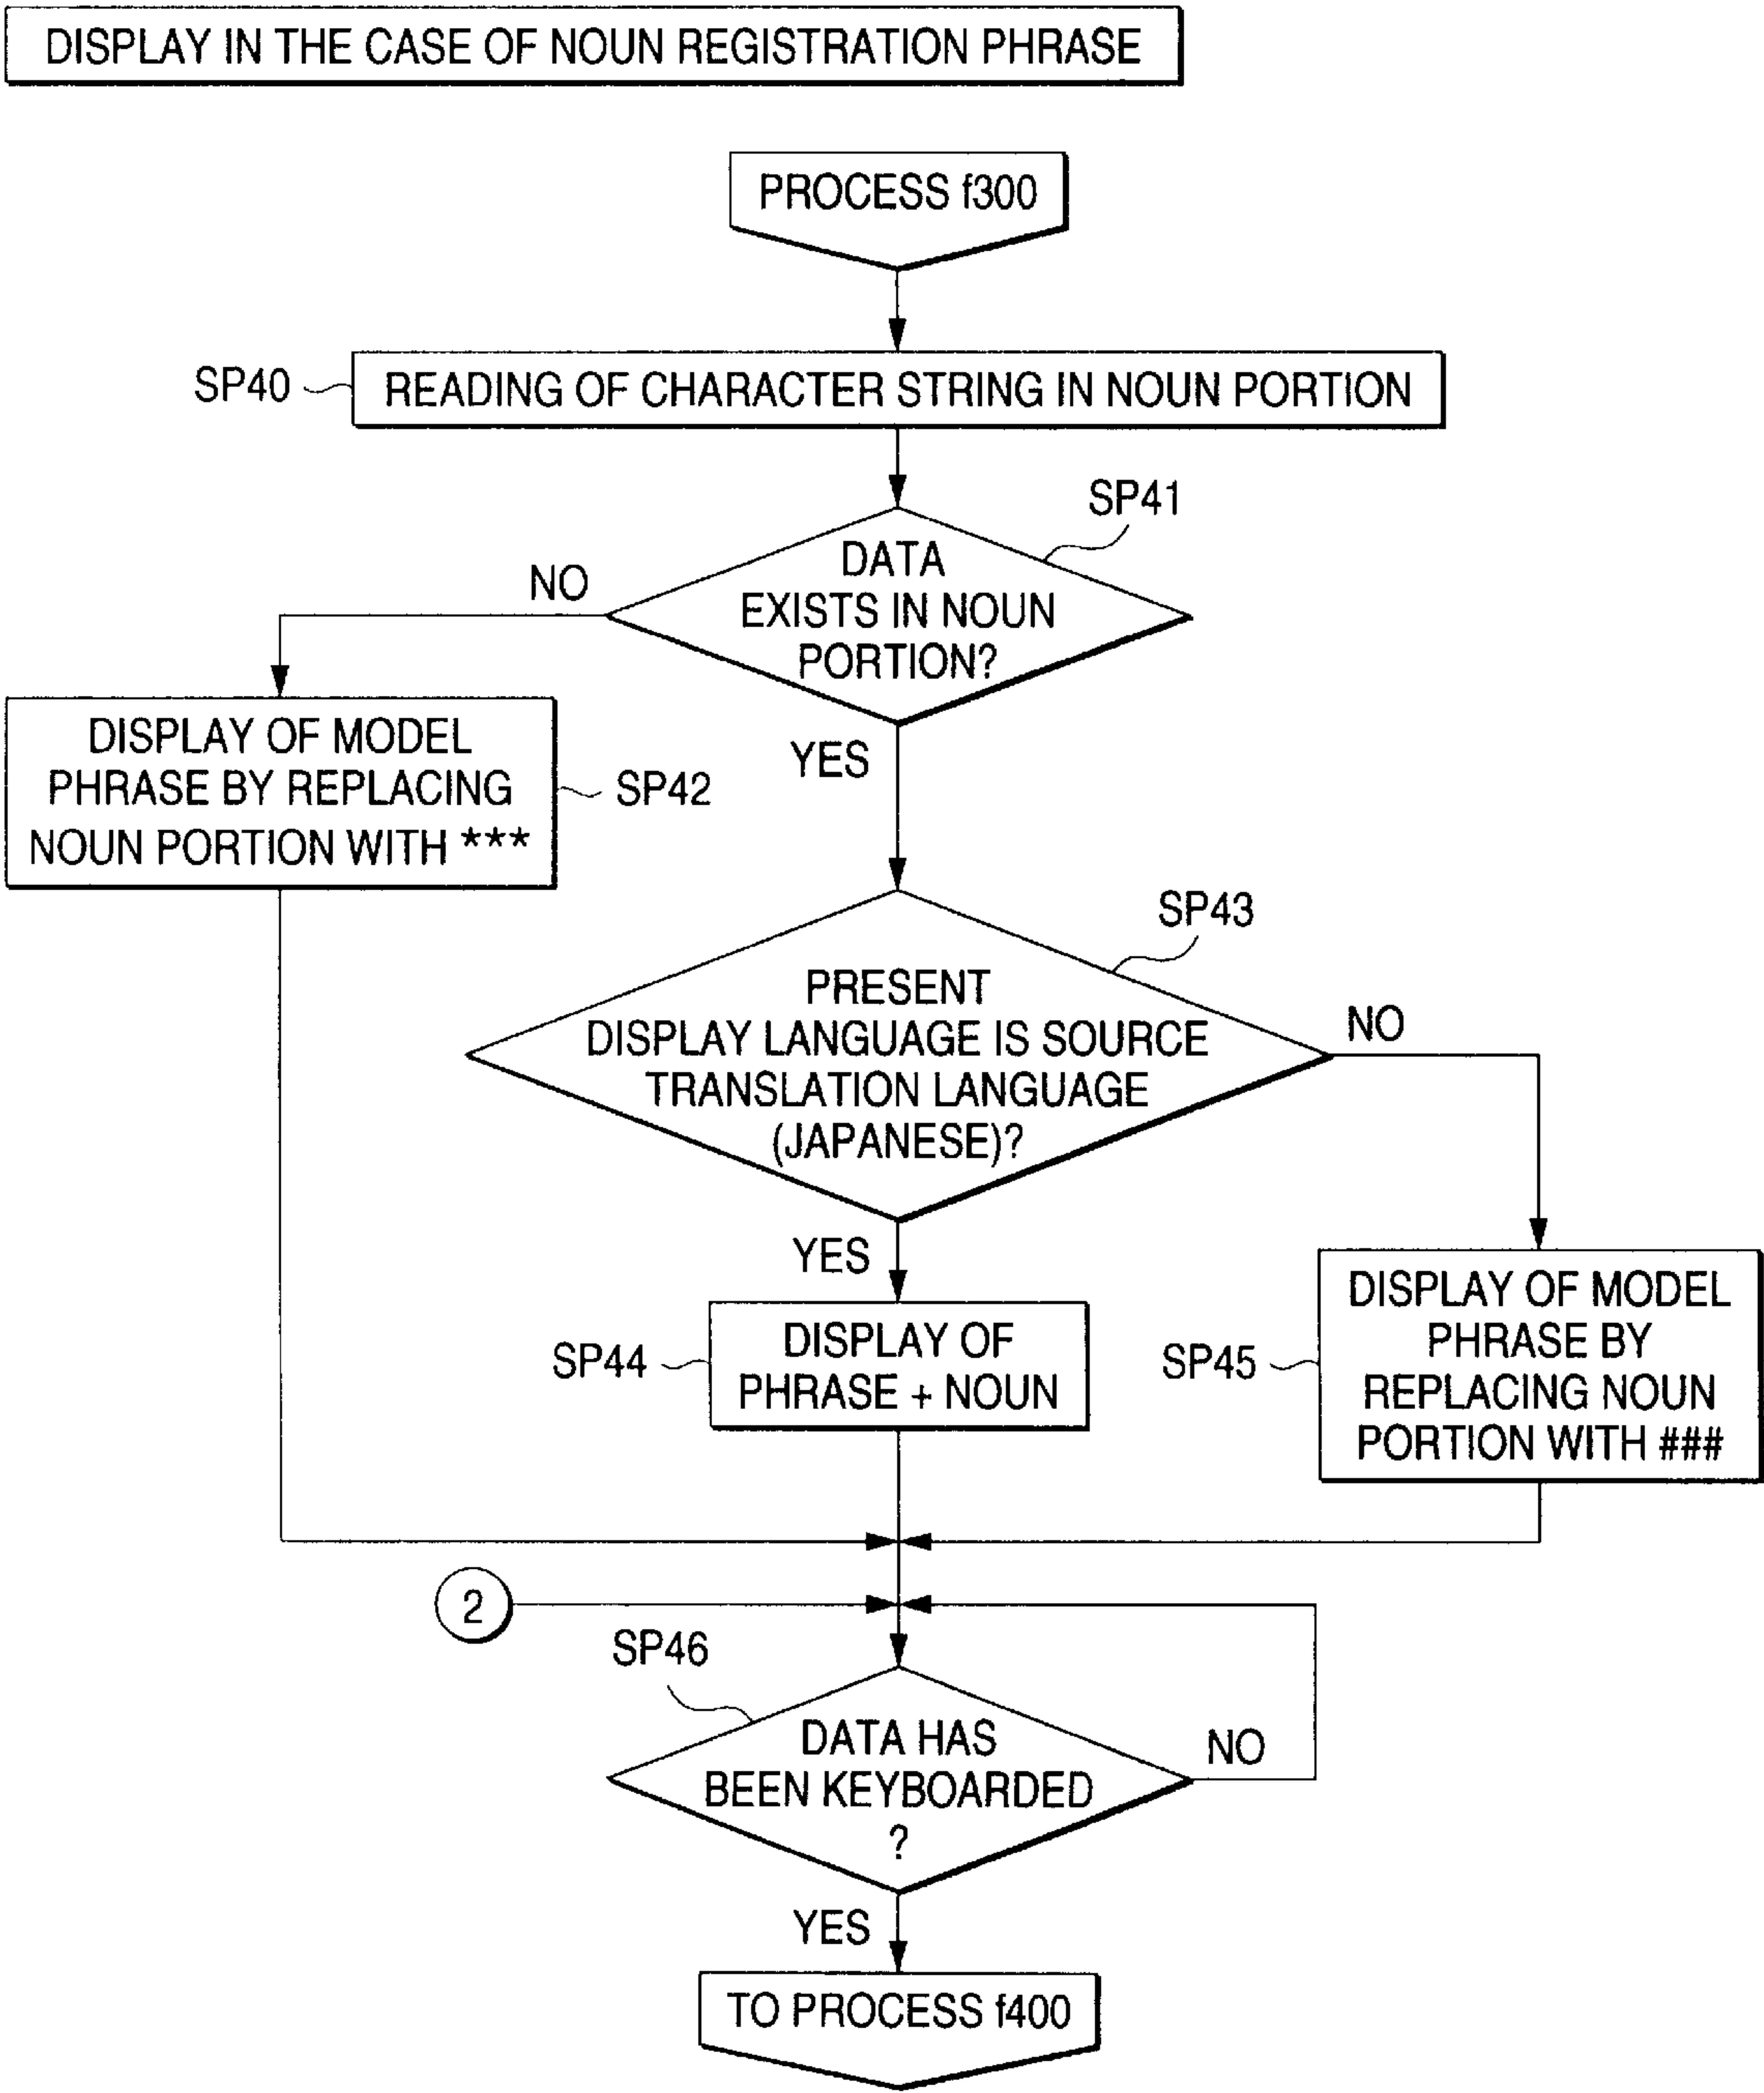 DISPLAY IN THE CASE OF NOUN REGISTRATION PHRASE
PROCESS f300
SP40
READING OF CHARACTER STRING IN NOUN PORTION
SP41
DATA
EXISTS IN NOUN
PORTION?
NO
YES
DISPLAY OF MODEL
PHRASE BY REPLACING
NOUN PORTION WITH ***
SP42
SP43
PRESENT
DISPLAY LANGUAGE IS SOURCE
TRANSLATION LANGUAGE
(JAPANESE)?
NO
YES
SP44
DISPLAY OF
PHRASE + NOUN
SP45
DISPLAY OF MODEL
PHRASE BY
REPLACING NOUN
PORTION WITH ###
2
SP46
DATA HAS
BEEN KEYBOARDED
?
NO
YES
TO PROCESS f400